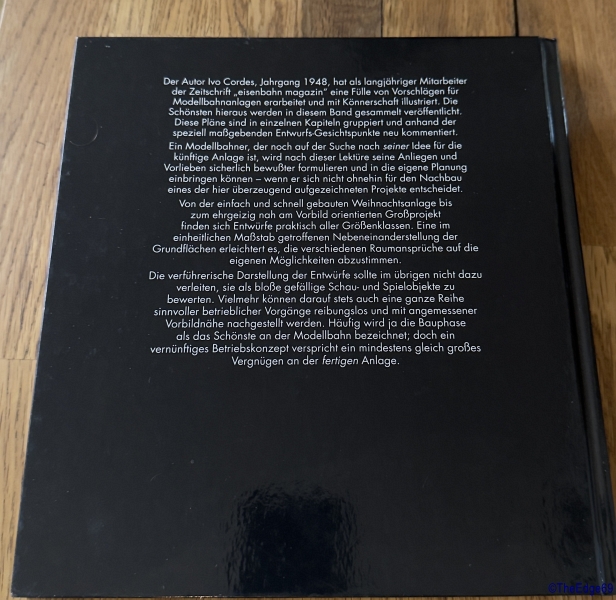 Der Autor Ivo Cordes, Jahrgang 1948, hat als langjähriger Mitarbeiter
der Zeitschrift „eisenbahn magazin" eine Fülle von Vorschlägen für
Modellbahnanlagen erarbeitet und mit Könnerschaft illustriert. Die
Schönsten hieraus werden in diesem Band gesammelt veröffentlicht.
Diese Pläne sind in einzelnen Kapiteln gruppiert und anhand der
speziell maßgebenden Entwurfs-Gesichtspunkte neu kommentiert.
Ein Modellbahner, der noch auf der Suche nach seiner Idee für die
künftige Anlage ist, wird nach dieser Lektüre seine Anliegen und
Vorlieben sicherlich bewußter formulieren und in die eigene Planung
einbringen können – wenn er sich nicht ohnehin für den Nachbau
eines der hier überzeugend aufgezeichneten Projekte entscheidet.
Von der einfach und schnell gebauten Weihnachtsanlage bis
zum ehrgeizig nah am Vorbild orientierten Großprojekt
finden sich Entwürfe praktisch aller Größenklassen. Eine im
einheitlichen Maßstab getroffenen Nebeneinanderstellung der
Grundflächen erleichtert es, die verschiedenen Raumansprüche auf die
eigenen Möglichkeiten abzustimmen.
Die verführerische Darstellung der Entwürfe sollte im übrigen nicht dazu
verleiten, sie als bloße gefällige Schau- und Spielobjekte zu
bewerten. Vielmehr können darauf stets auch eine ganze Reihe
sinnvoller betrieblicher Vorgänge reibungslos und mit angemessener
Vorbildnähe nachgestellt werden. Häufig wird ja die Bauphase
als das Schönste an der Modellbahn bezeichnet; doch ein
vernünftiges Betriebskonzept verspricht ein mindestens gleich großes
Vergnügen an der fertigen Anlage.
©TheEdge69